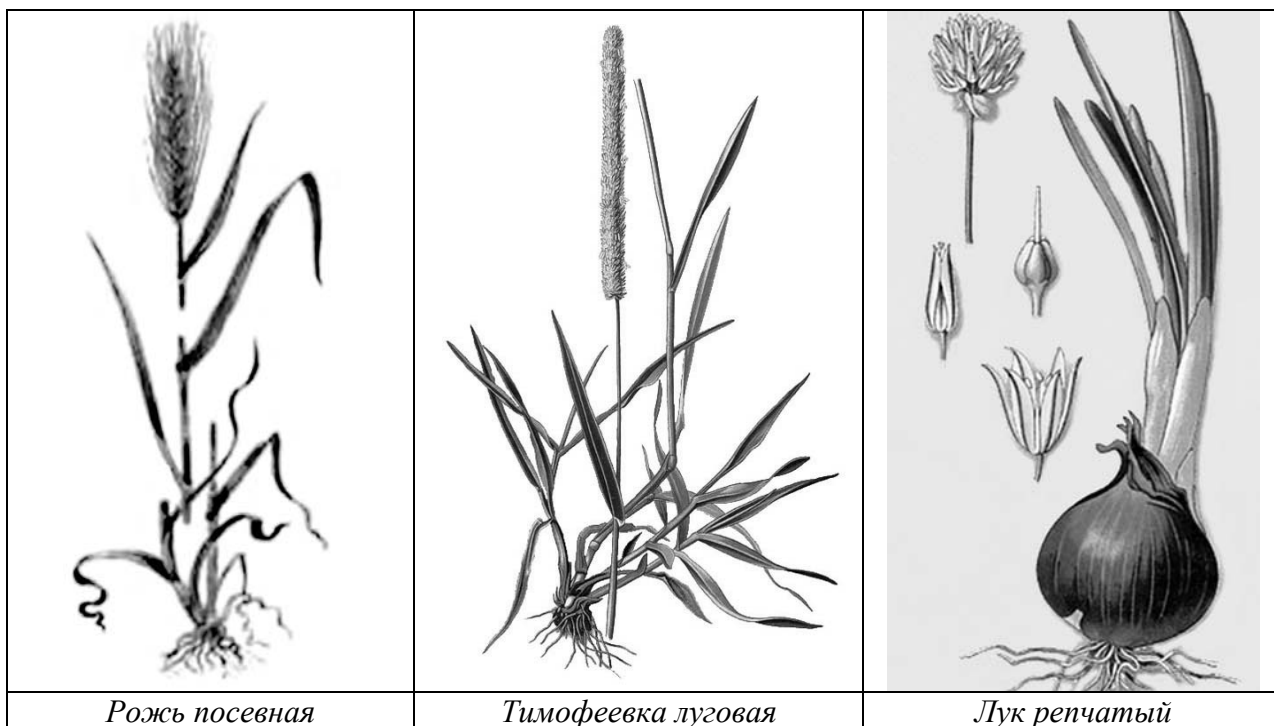 Рожь посевная
Тимофеевка луговая
Лук репчатый